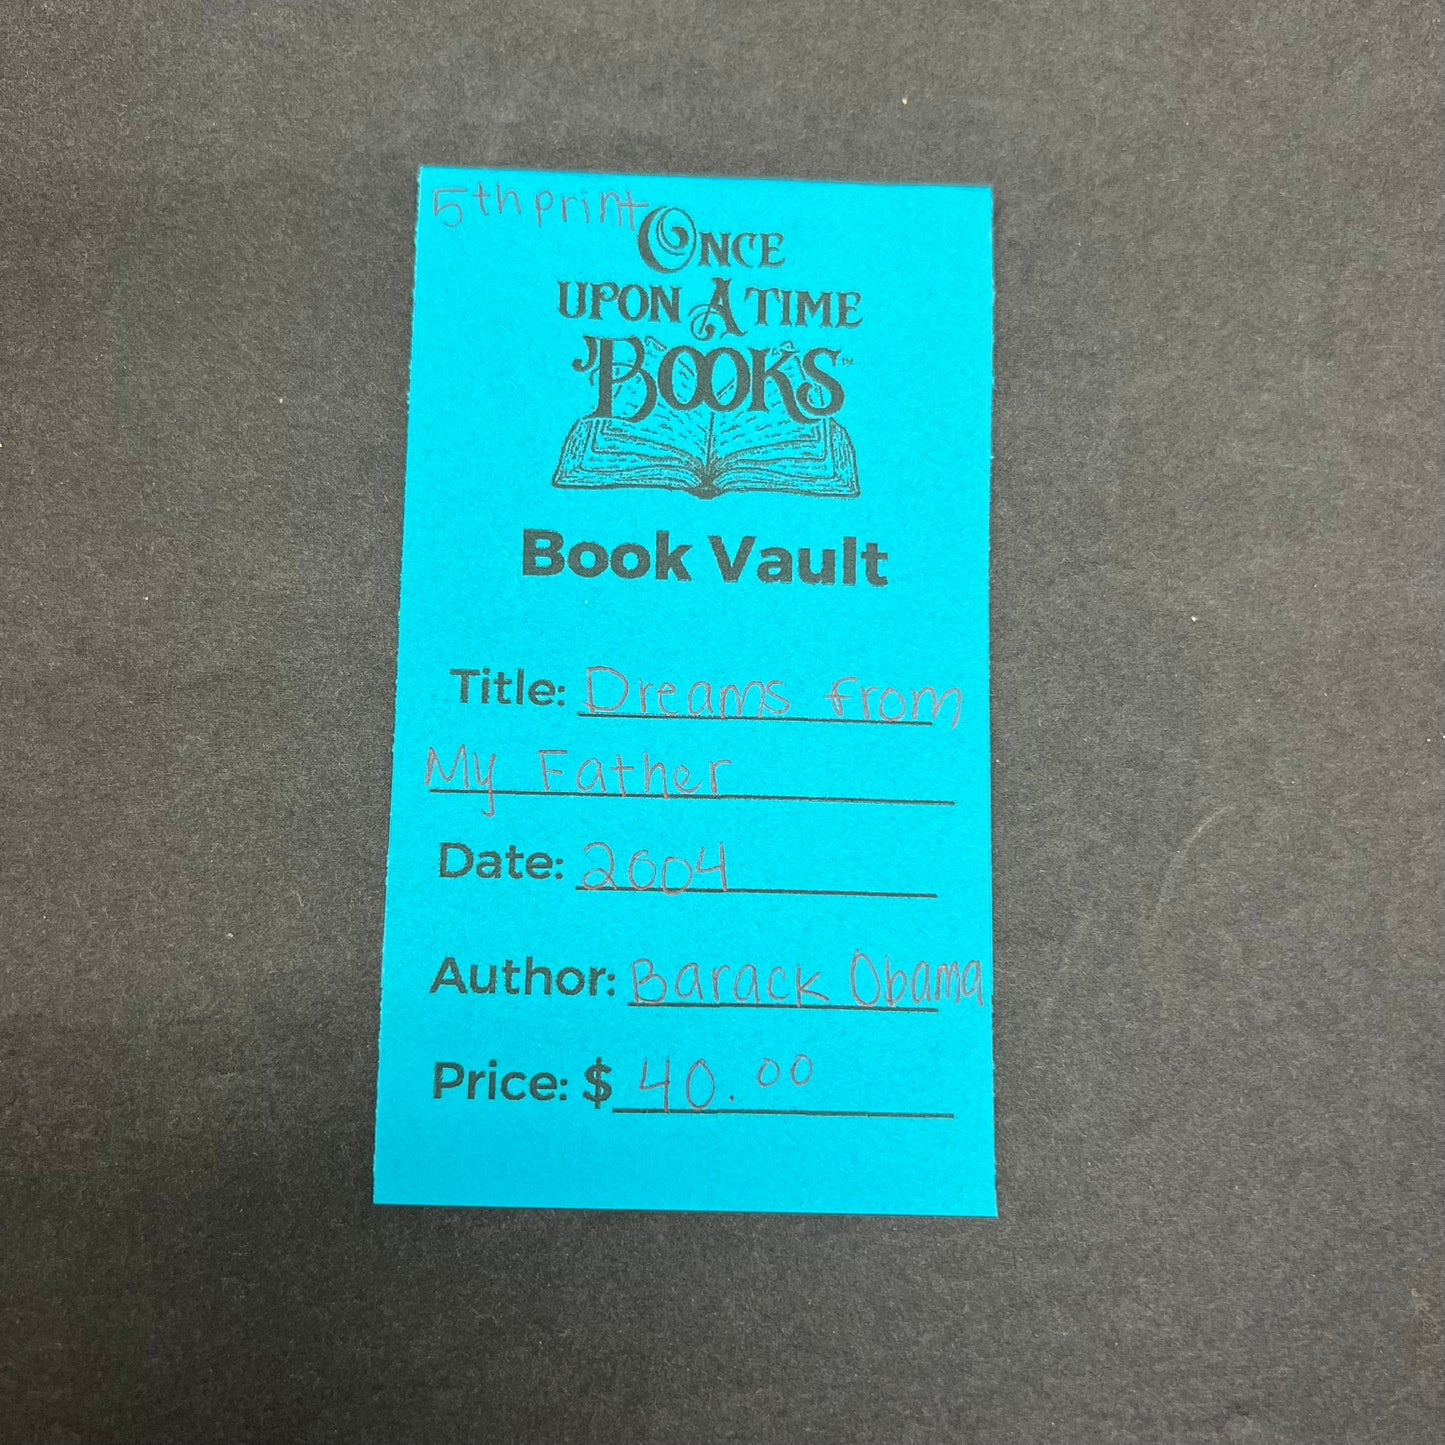 5th print
ONCE
UPON A TIME
BOOKS™
Book Vault
Title: Dreams from
My Father
Date: 2004
Author: Barack Obama
Price: $ 40.00